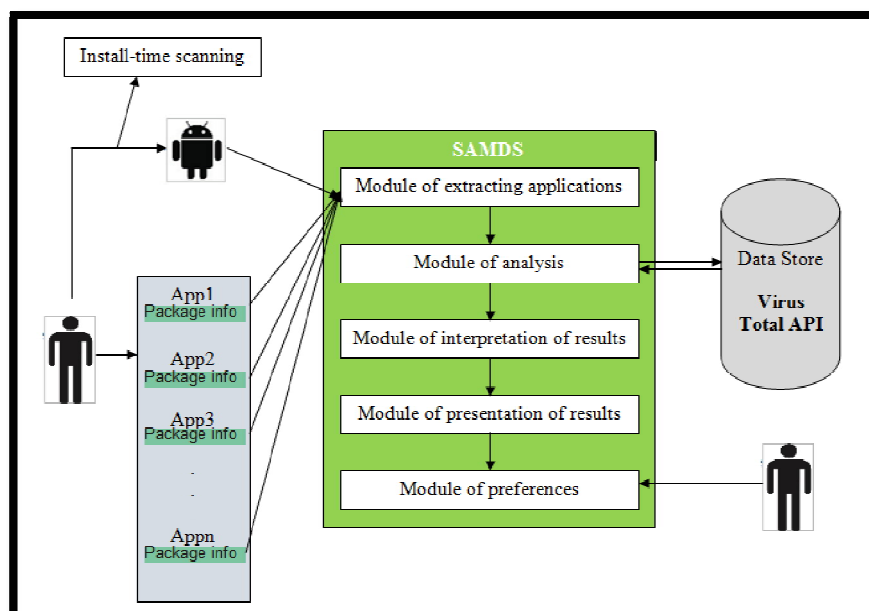 Install-time scanning
SAMDS
Module of extracting applications
Module of analysis
Module of interpretation of results
Module of presentation of results
Module of preferences
Data Store
Virus
Total API
App1
Package info
App2
Package info
App3
Package info
.
.
Appn
Package info